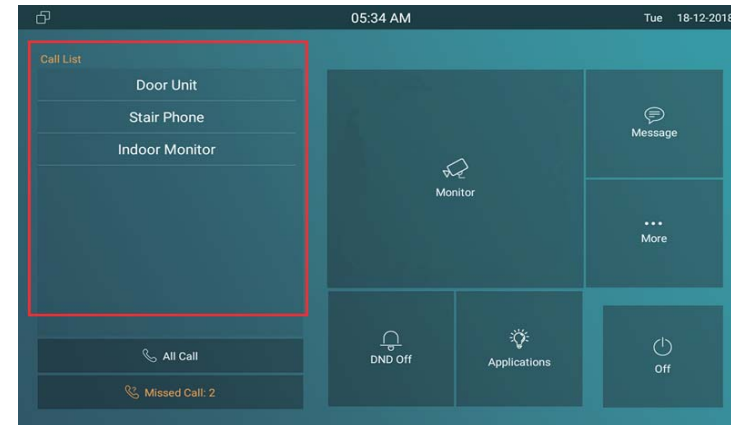 05:34 AM
Tue 18-12-2018
Call List
Door Unit
Stair Phone
Indoor Monitor
All Call
Missed Call: 2
Monitor
Message
More
DND Off
Applications
Off